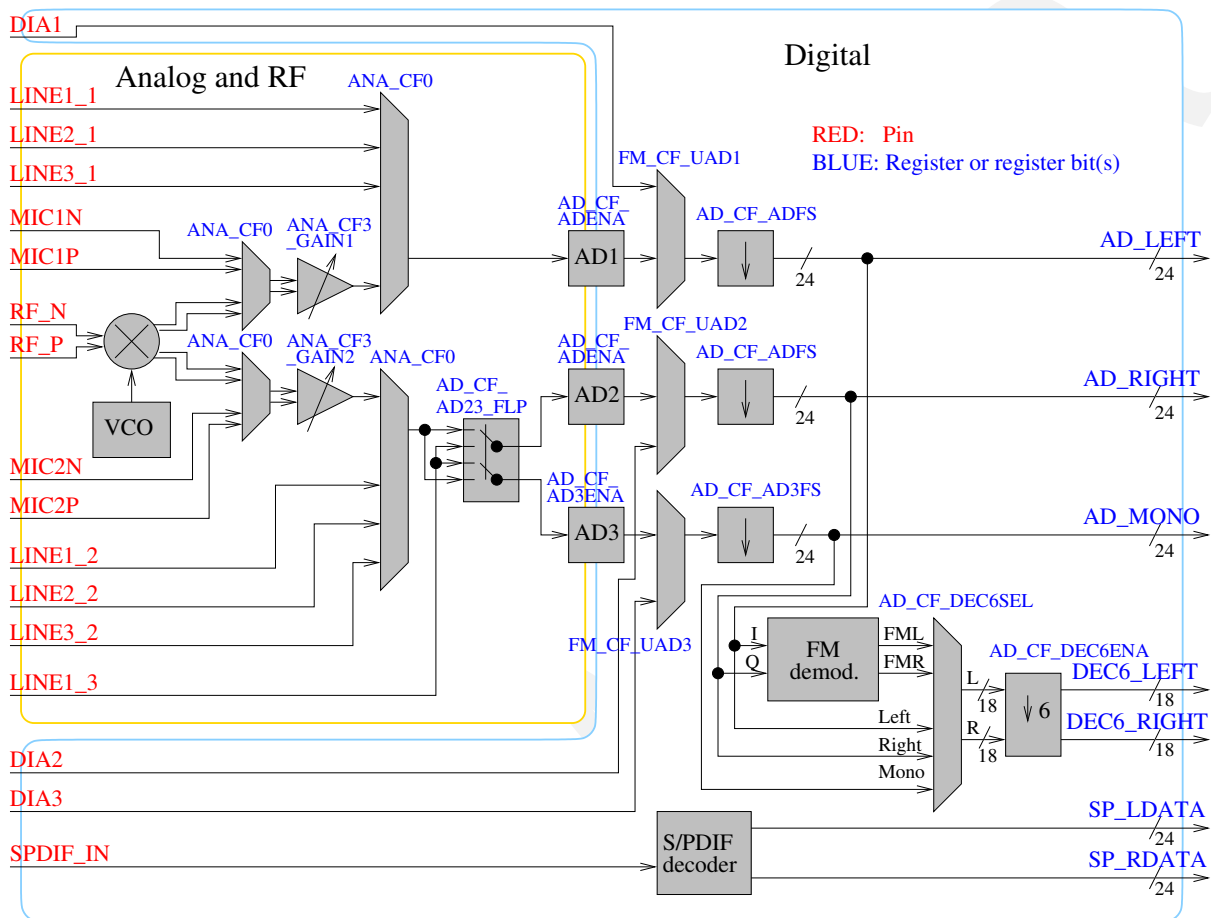 DIA1
Digital
Analog and RF
ANA_CF0
LINE1_1
LINE2_1
LINE3_1
RED: Pin
BLUE: Register or register bit(s)
FM_CF_UAD1
MIC1N
MIC1P
ANA_CF0
ANA_CF3
_GAIN1
AD_CF_
ADENA
AD1
AD_CF_ADFS
24
AD_LEFT
24
RF_N
RF_P
VCO
ANA_CF0
ANA_CF3
_GAIN2
ANA_CF0
AD_CF_
AD23_FLP
AD_CF_
ADENA
AD2
FM_CF_UAD2
AD_CF_ADFS
24
AD_RIGHT
24
MIC2N
MIC2P
AD_CF_
AD3ENA
AD3
AD_CF_AD3FS
24
AD_MONO
24
LINE1_2
LINE2_2
LINE3_2
LINE1_3
FM_CF_UAD3
AD_CF_DEC6SEL
I
Q
FM
demod.
FML
FMR
Left
Right
Mono
L
18
R
18
AD_CF_DEC6ENA
6
DEC6_LEFT
18
DEC6_RIGHT
18
DIA2
DIA3
SPDIF_IN
S/PDIF
decoder
SP_LDATA
24
SP_RDATA
24